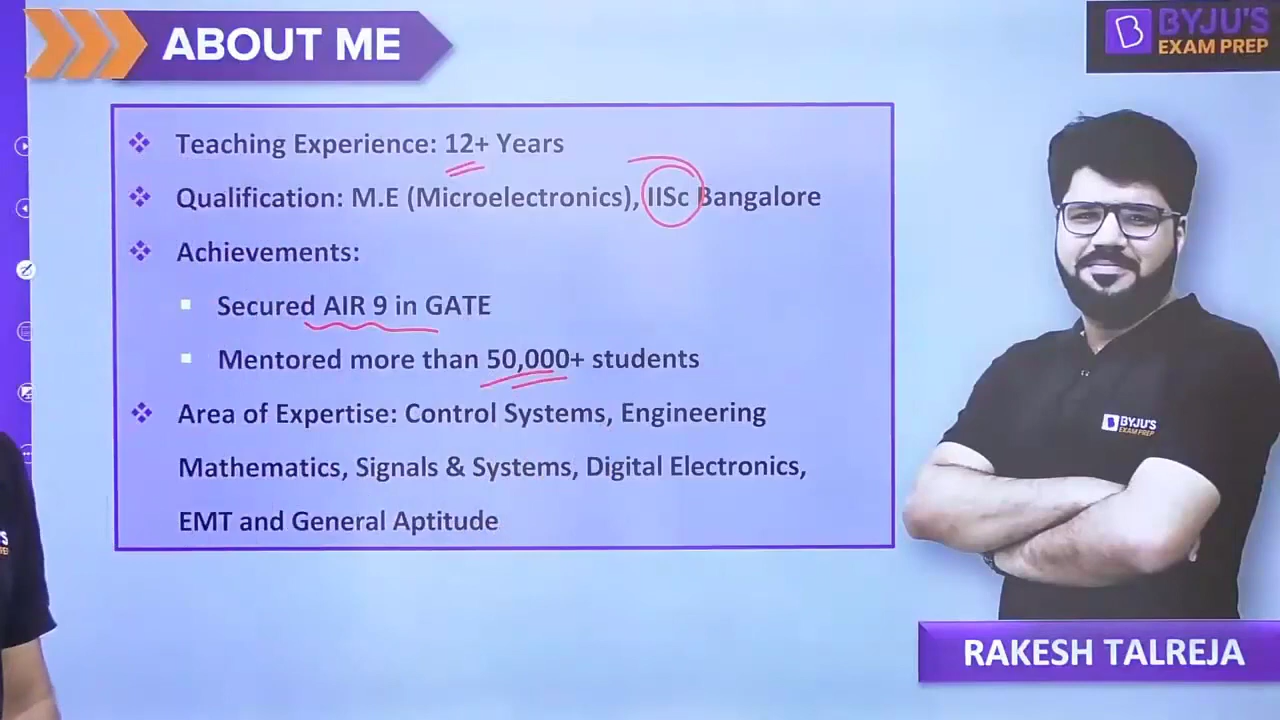 ABOUT ME
BYJU'S
EXAM PREP
Teaching Experience: 12+ Years
Qualification: M.E (Microelectronics), IISc Bangalore
Achievements:
Secured AIR 9 in GATE
Mentored more than 50,000+ students
Area of Expertise: Control Systems, Engineering
Mathematics, Signals & Systems, Digital Electronics,
EMT and General Aptitude
BYJU'S
EXAM PREP
RAKESH TALREJA